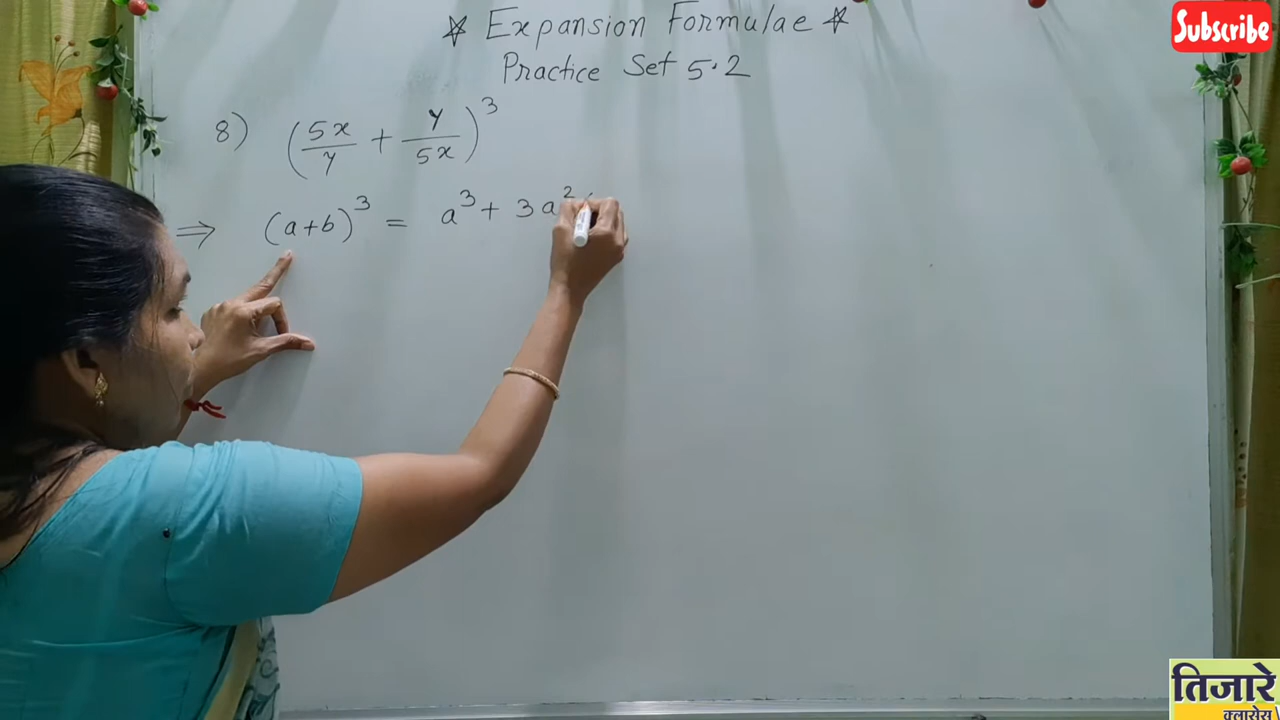 ☆ Expansion Formulae ☆
Subscribe
Practice Set 5.2
8) (5x/y + y/5x)³
⇒ (a+b)³ = a³ + 3a²
तिजारे
क्लासेस